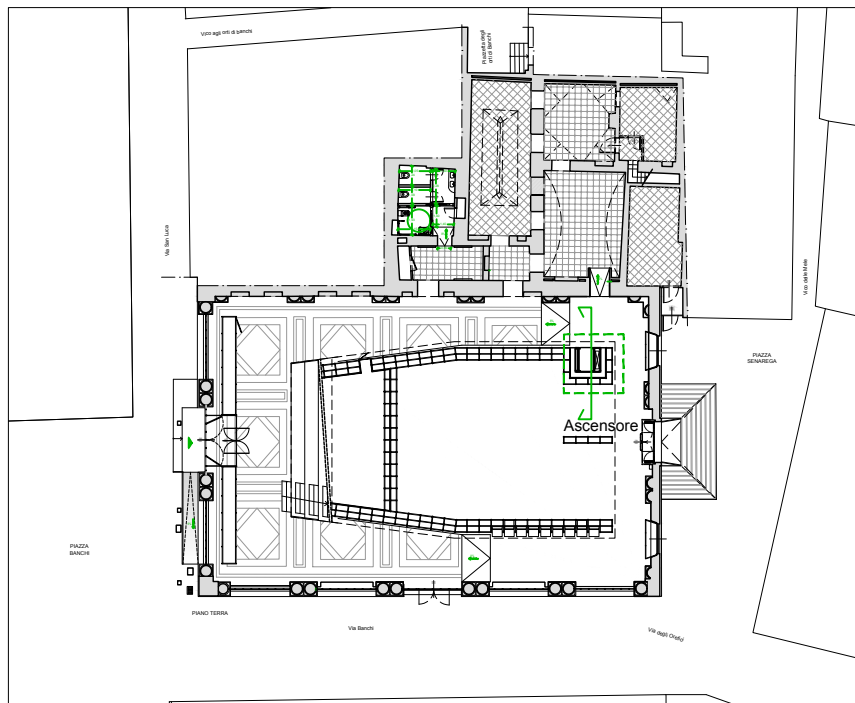 Vico agli orti di banchi
Piazzetta degli
orti di Banchi
Via San Luca
Vico delle Mele
PIAZZA
SENAREGA
Ascensore
PIAZZA
BANCHI
PIANO TERRA
Via Banchi
Via degli Orefici